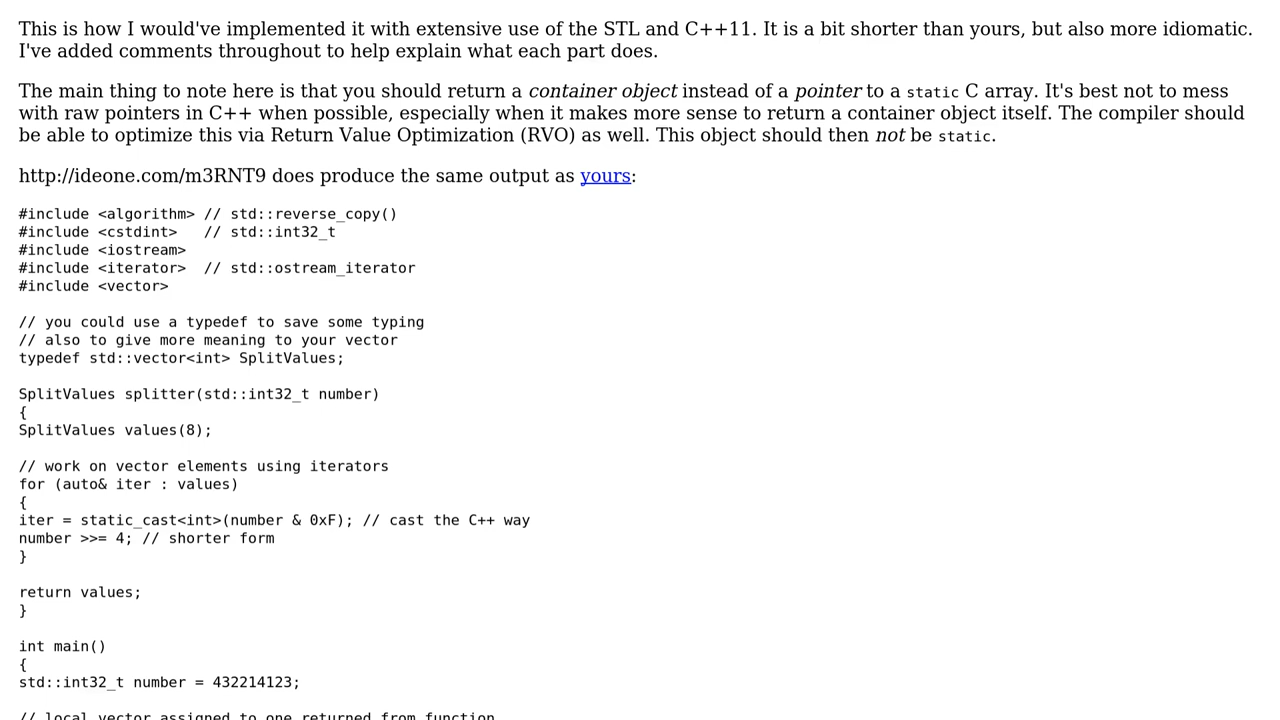 This is how I would've implemented it with extensive use of the STL and C++11. It is a bit shorter than yours, but also more idiomatic.
I've added comments throughout to help explain what each part does.
The main thing to note here is that you should return a container object instead of a pointer to a static C array. It's best not to mess
with raw pointers in C++ when possible, especially when it makes more sense to return a container object itself. The compiler should
be able to optimize this via Return Value Optimization (RVO) as well. This object should then not be static.
http://ideone.com/m3RNT9 does produce the same output as yours:
#include <algorithm> // std::reverse_copy()
#include <cstdint>   // std::int32_t
#include <iostream>
#include <iterator>  // std::ostream_iterator
#include <vector>
// you could use a typedef to save some typing
// also to give more meaning to your vector
typedef std::vector<int> SplitValues;
SplitValues splitter(std::int32_t number)
{
SplitValues values(8);
// work on vector elements using iterators
for (auto& iter : values)
{
iter = static_cast<int>(number & 0xF); // cast the C++ way
number >>= 4; // shorter form
}
return values;
}
int main()
{
std::int32_t number = 432214123;
// local vector assigned to one returned from function